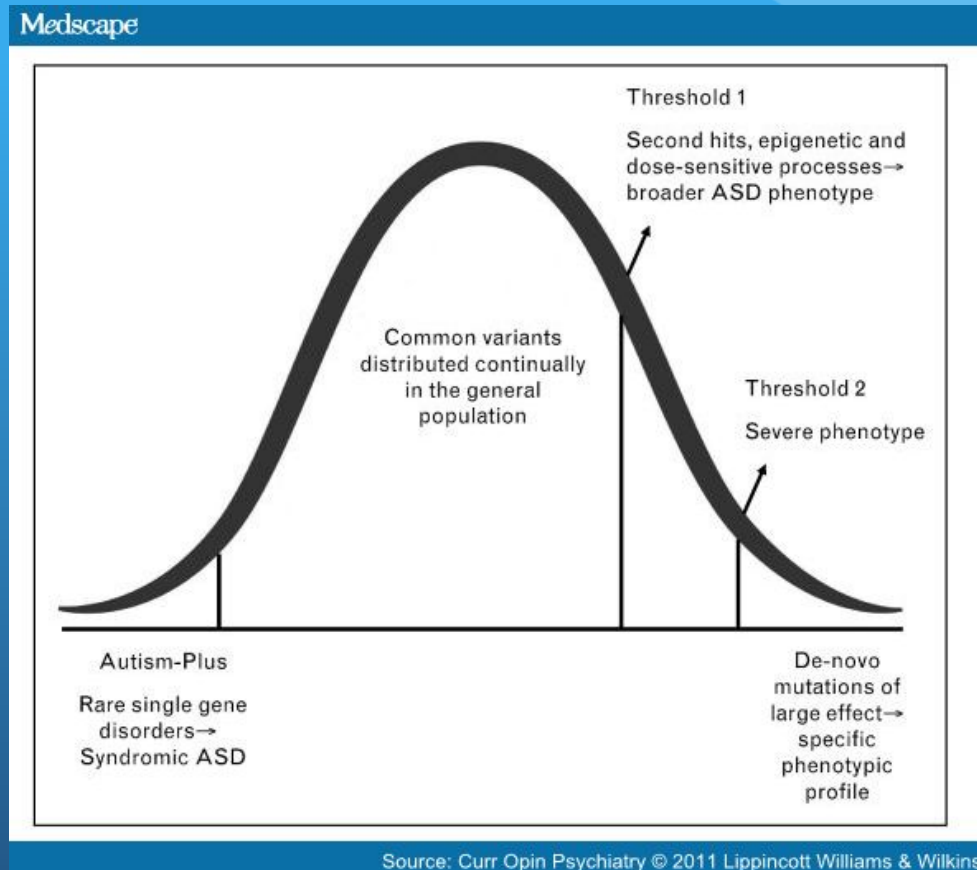 Medscape
Threshold 1
Second hits, epigenetic and
dose-sensitive processes→
broader ASD phenotype
Common variants
distributed continually
in the general
population
Threshold 2
Severe phenotype
Autism-Plus
Rare single gene
disorders→
Syndromic ASD
De-novo
mutations of
large effect→
specific
phenotypic
profile
Source: Curr Opin Psychiatry © 2011 Lippincott Williams & Wilkins